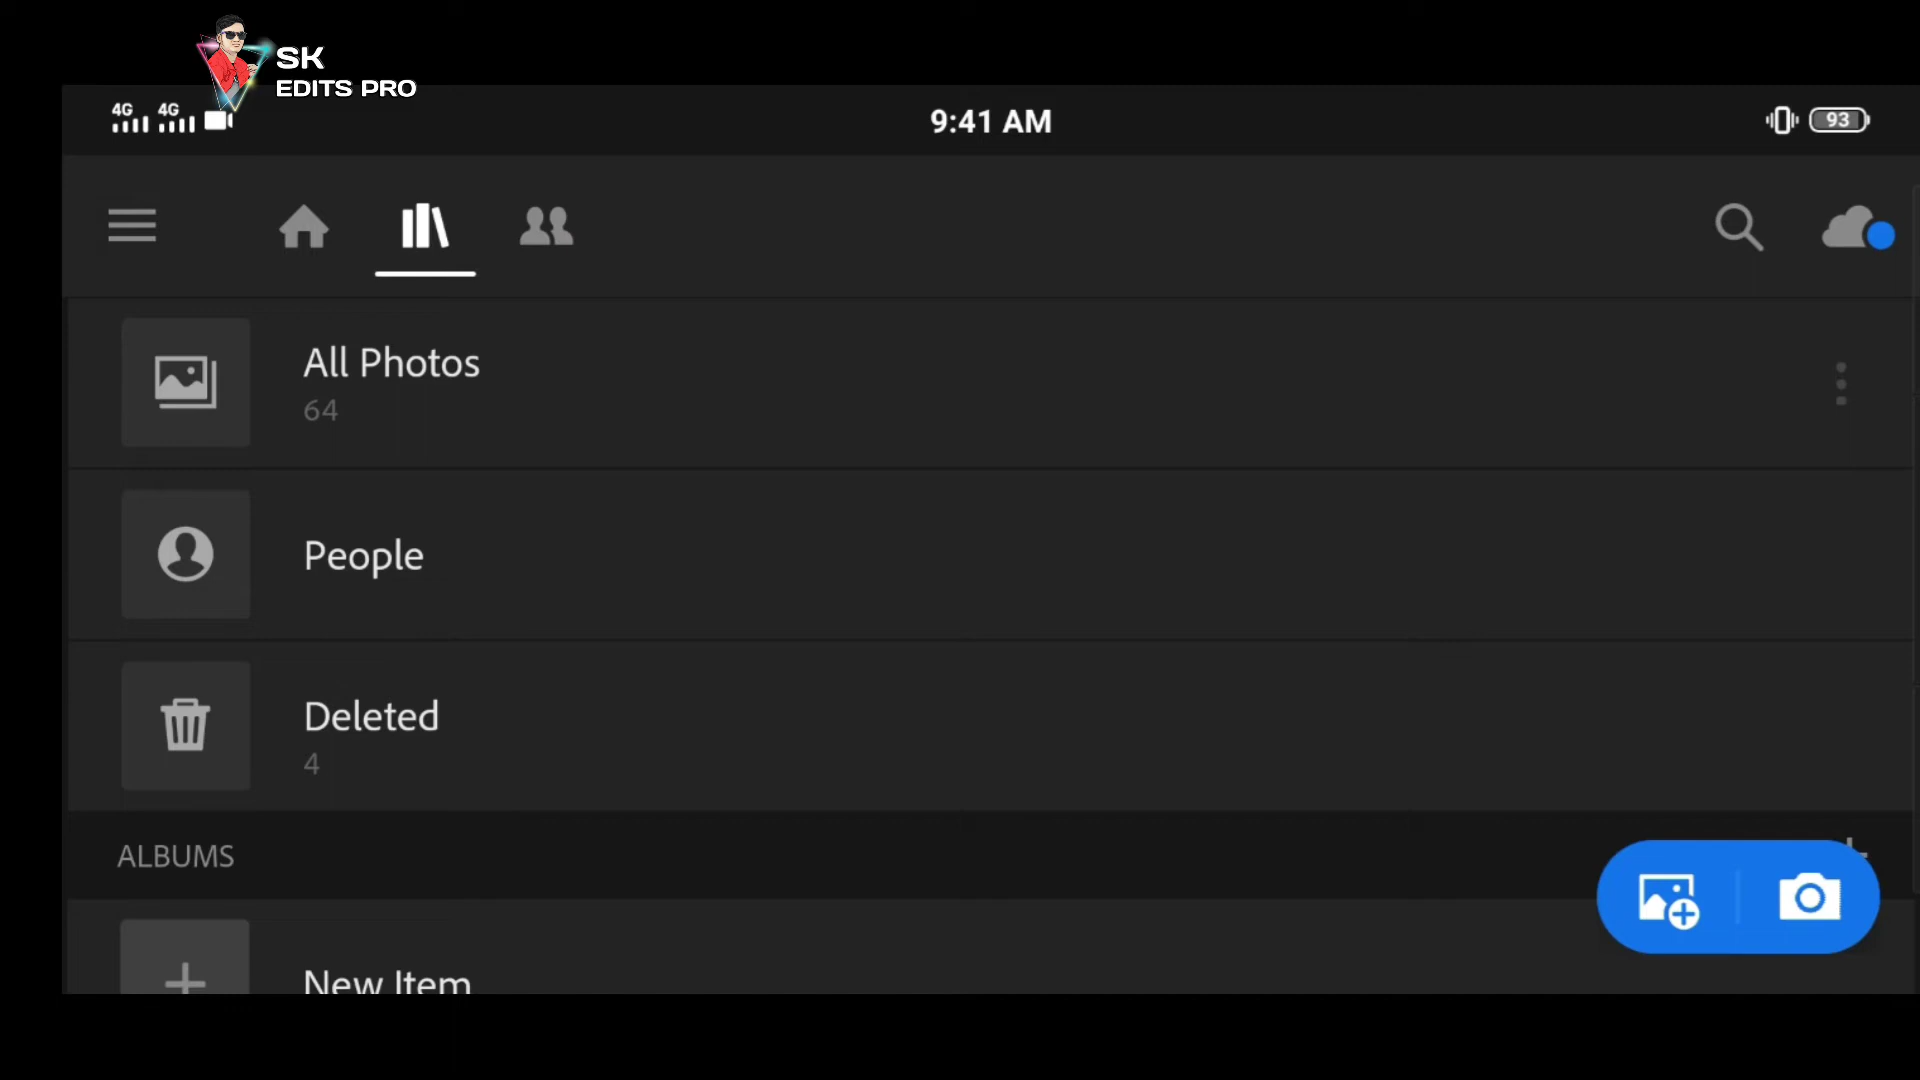 SK
EDITS PRO
4G 4G
9:41 AM
93
All Photos
64
People
Deleted
4
ALBUMS
New Item